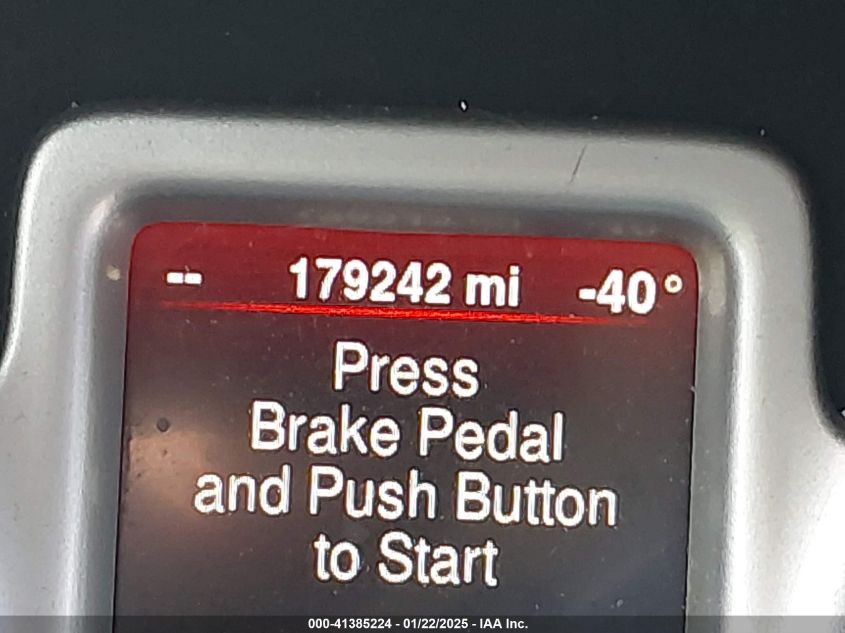 -- 179242 mi -40°
Press
Brake Pedal
and Push Button
to Start
000-41385224 - 01/22/2025 - IAA Inc.